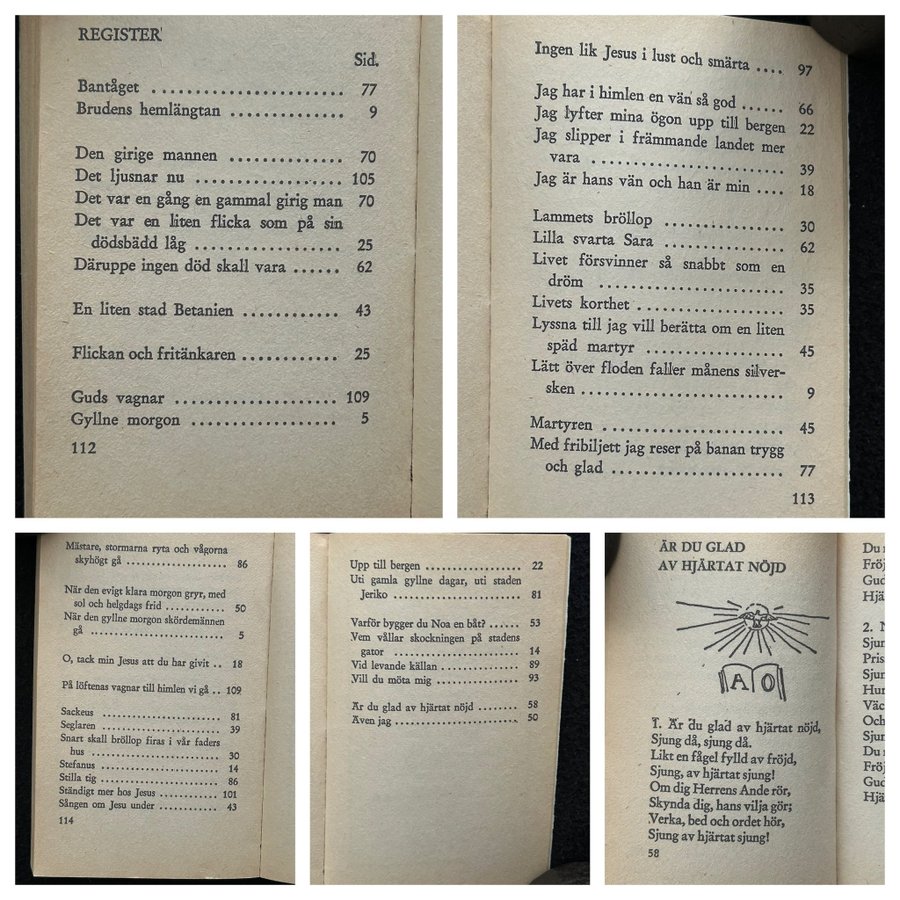 REGISTER
Sid.
Bantåget .................... 77
Brudens hemlängtan ............ 9
Den girige mannen ............. 70
Det ljusnar nu ................ 105
Det var en gång en gammal girig man 70
Det var en liten flicka som på sin
dödsbädd låg .................. 25
Däruppe ingen död skall vara ...... 62
En liten stad Betanien ............ 43
Flickan och fritänkaren ............ 25
Guds vagnar .................. 109
Gyllne morgon ................ 5
112
Ingen lik Jesus i lust och smärta .... 97
Jag har i himlen en vän så god ...... 66
Jag lyfter mina ögon upp till bergen 22
Jag slipper i främmande landet mer
vara ........................ 39
Jag är hans vän och han är min .... 18
Lammets bröllop ................ 30
Lilla svarta Sara ................ 62
Livet försvinner så snabbt som en
dröm ........................ 35
Livets korthet .................. 35
Lyssna till jag vill berätta om en liten
späd martyr .................. 45
Lätt över floden faller månens silver-
sken ........................ 9
Martyren ...................... 45
Med fribiljett jag reser på banan trygg
och glad ...................... 77
113
Mästare, stormarna ryta och vågorna
skyhögt gå .................... 86
När den evigt klara morgon gryr, med
sol och helgdags frid ............ 50
När den gyllne morgon skördemännen
gå ............................ 5
O, tack min Jesus att du har givit .. 18
På löftenas vagnar till himlen vi gå .. 109
Sackeus ...................... 81
Seglaren ...................... 39
Snart skall bröllop firas i vår faders
hus .......................... 30
Stefanus ...................... 14
Stilla tig ...................... 86
Ständigt mer hos Jesus ............ 101
Sången om Jesu under ............ 43
114
Upp till bergen .................. 22
Uti gamla gyllne dagar, uti staden
Jeriko ........................ 81
Varför bygger du Noa en båt? ...... 53
Vem vållar skockningen på stadens
gator ........................ 14
Vid levande källan .............. 89
Vill du möta mig ................ 93
Är du glad av hjärtat nöjd ........ 58
Även jag ...................... 50
ÄR DU GLAD
AV HJÄRTAT NÖJD
A O
1. Är du glad av hjärtat nöjd,
Sjung då, sjung då.
Likt en fågel fylld av fröjd,
Sjung, av hjärtat sjung!
Om dig Herrens Ande rör,
Skynda dig, hans vilja gör;
Verka, bed och ordet hör,
Sjung av hjärtat sjung!
58
Fröj
Gud
2. N
Du
Fröj
Gud